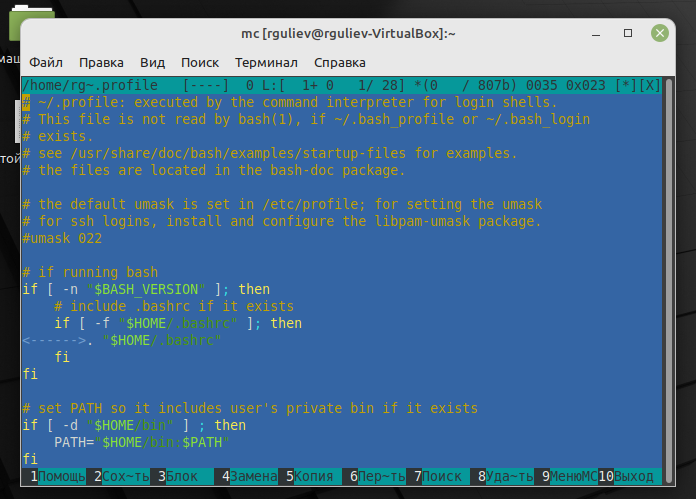 mc [rguliev@rguliev-VirtualBox]:~
Файл Правка Вид Поиск Терминал Справка
/home/rg~.profile [----] 0 L:[ 1+ 0 1/ 28] *(0 / 807b) 0035 0x023 [*][X]
# ~/.profile: executed by the command interpreter for login shells.
# This file is not read by bash(1), if ~/.bash_profile or ~/.bash_login
# exists.
# see /usr/share/doc/bash/examples/startup-files for examples.
# the files are located in the bash-doc package.
# the default umask is set in /etc/profile; for setting the umask
# for ssh logins, install and configure the libpam-umask package.
#umask 022
# if running bash
if [ -n "$BASH_VERSION" ]; then
    # include .bashrc if it exists
    if [ -f "$HOME/.bashrc" ]; then
<------>. "$HOME/.bashrc"
    fi
fi
# set PATH so it includes user's private bin if it exists
if [ -d "$HOME/bin" ] ; then
    PATH="$HOME/bin:$PATH"
fi
1Помощь 2Сох~ть 3Блок 4Замена 5Копия 6Пер~ть 7Поиск 8Уда~ть 9МенюMC 10Выход